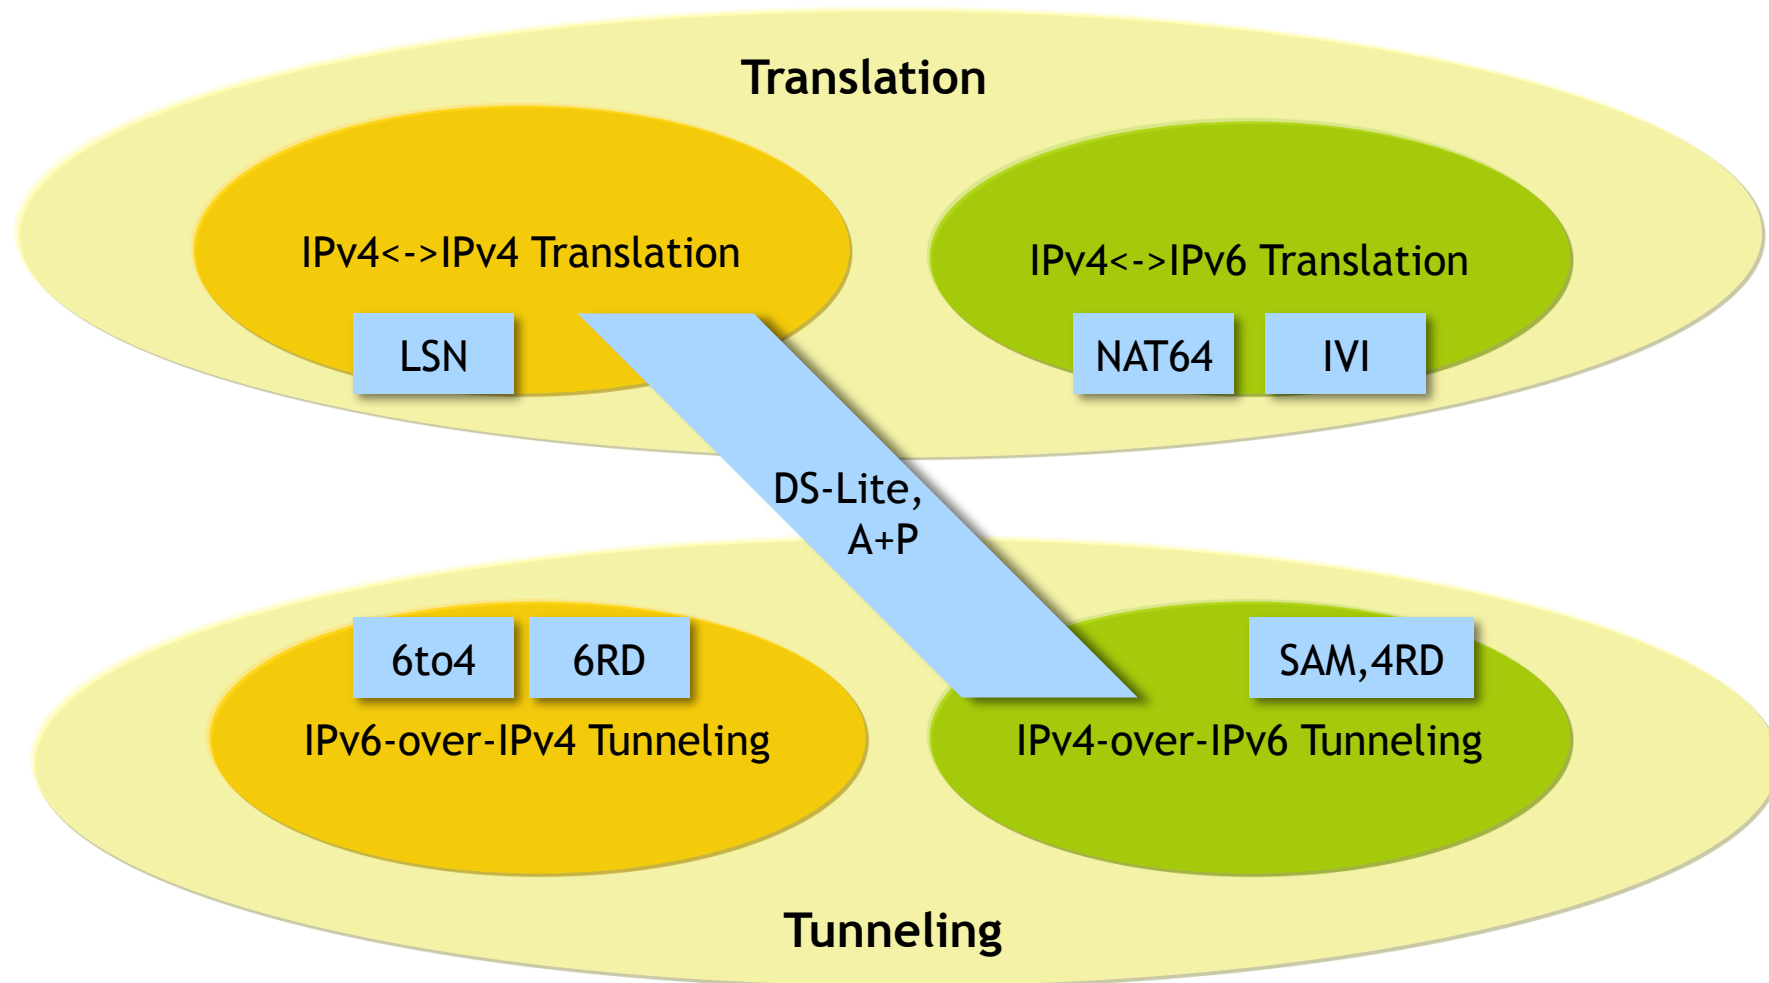 Translation
IPv4<->IPv4 Translation
IPv4<->IPv6 Translation
LSN
NAT64
IVI
DS-Lite,
A+P
6to4
6RD
SAM,4RD
IPv6-over-IPv4 Tunneling
IPv4-over-IPv6 Tunneling
Tunneling